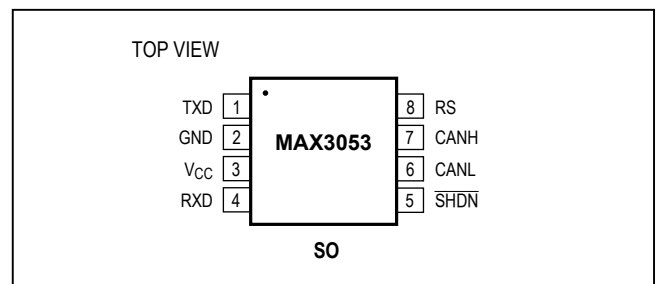 TOP VIEW
TXD 1 8 RS
GND 2 MAX3053 7 CANH
VCC 3 6 CANL
RXD 4 5 SHDN
SO